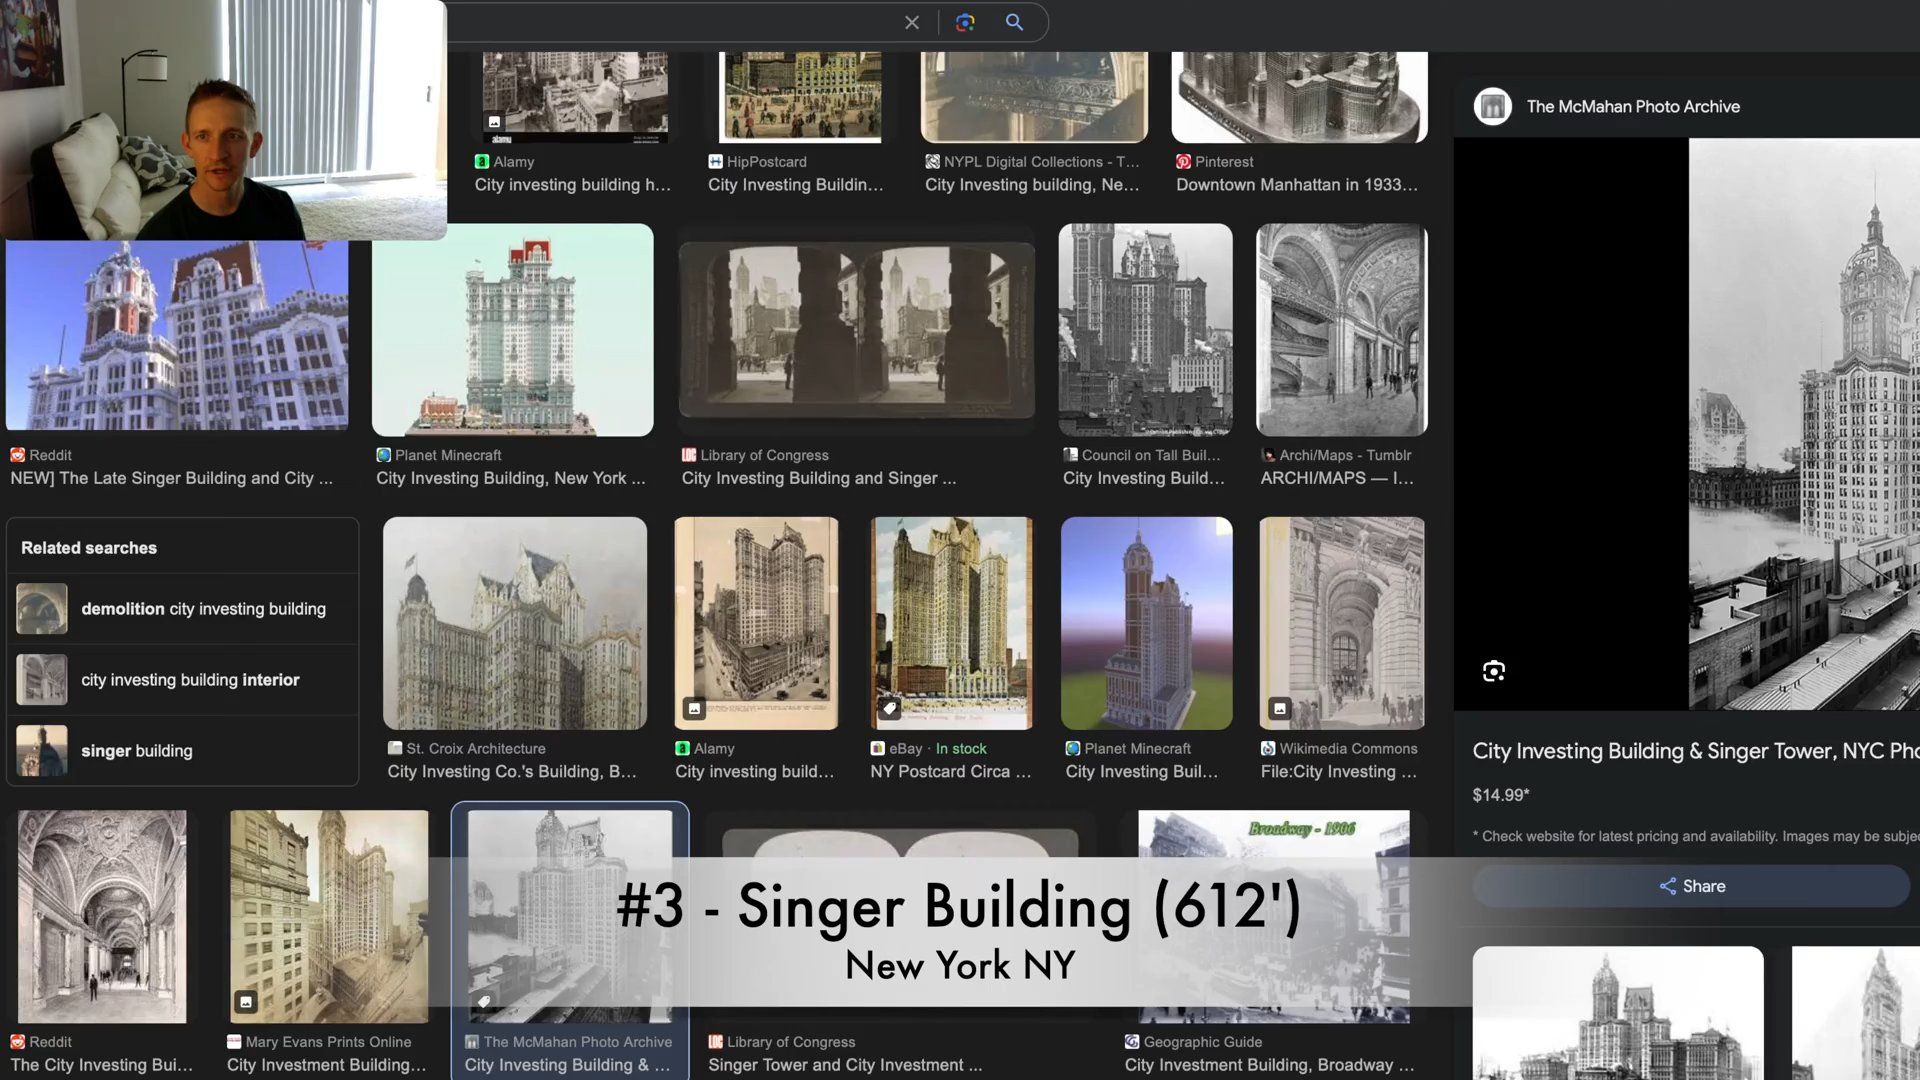 The McMahan Photo Archive
Alamy
City investing building h...
HipPostcard
City Investing Buildin...
NYPL Digital Collections - T...
City Investing building, Ne...
Pinterest
Downtown Manhattan in 1933...
Reddit
NEW] The Late Singer Building and City ...
Planet Minecraft
City Investing Building, New York ...
LOC
Library of Congress
City Investing Building and Singer ...
Council on Tall Buil...
City Investing Build...
Archi/Maps - Tumblr
ARCHI/MAPS — I...
Related searches
demolition city investing building
city investing building interior
singer building
St. Croix Architecture
City Investing Co.'s Building, B...
Alamy
City investing build...
eBay · In stock
NY Postcard Circa ...
Planet Minecraft
City Investing Buil...
Wikimedia Commons
File:City Investing ...
City Investing Building & Singer Tower, NYC Pho
$14.99*
* Check website for latest pricing and availability. Images may be subjec
Share
Broadway - 1906
#3 - Singer Building (612')
New York NY
Reddit
The City Investing Bui...
Mary Evans Prints Online
City Investment Building...
The McMahan Photo Archive
City Investing Building & ...
LOC
Library of Congress
Singer Tower and City Investment ...
Geographic Guide
City Investment Building, Broadway ...